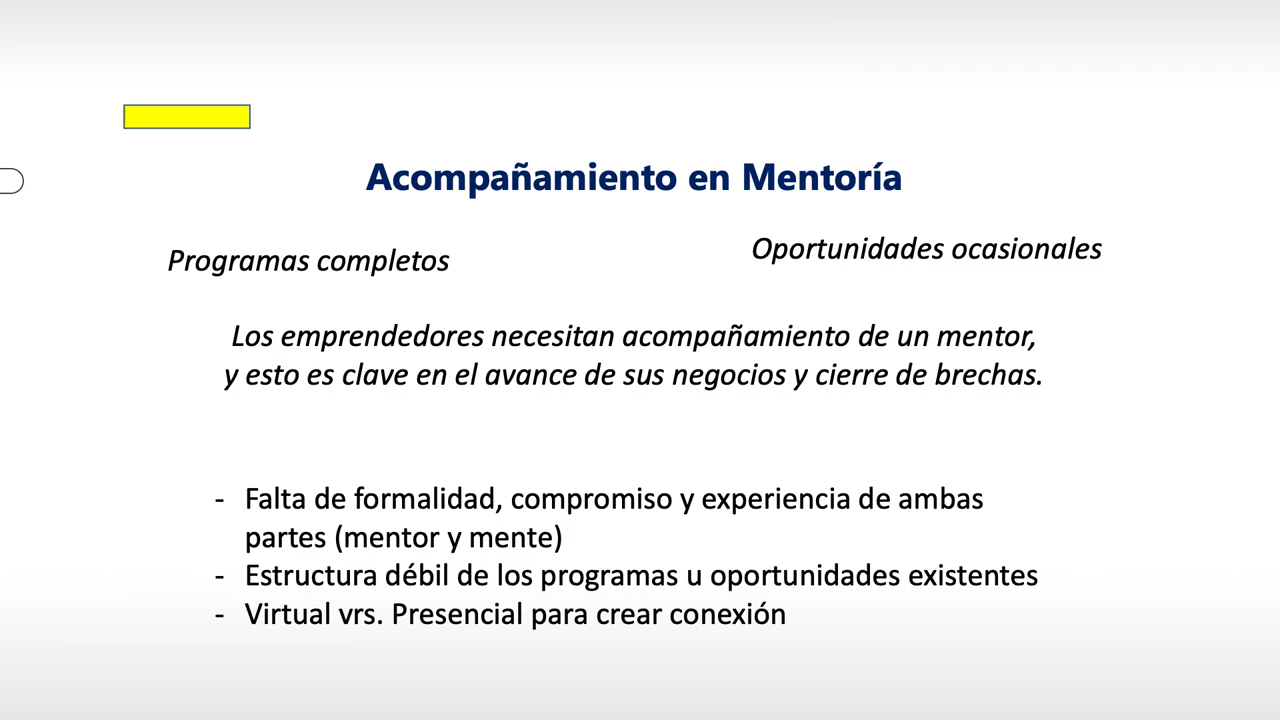 Acompañamiento en Mentoría
Programas completos
Oportunidades ocasionales
Los emprendedores necesitan acompañamiento de un mentor,
y esto es clave en el avance de sus negocios y cierre de brechas.
- Falta de formalidad, compromiso y experiencia de ambas
partes (mentor y mente)
- Estructura débil de los programas u oportunidades existentes
- Virtual vrs. Presencial para crear conexión